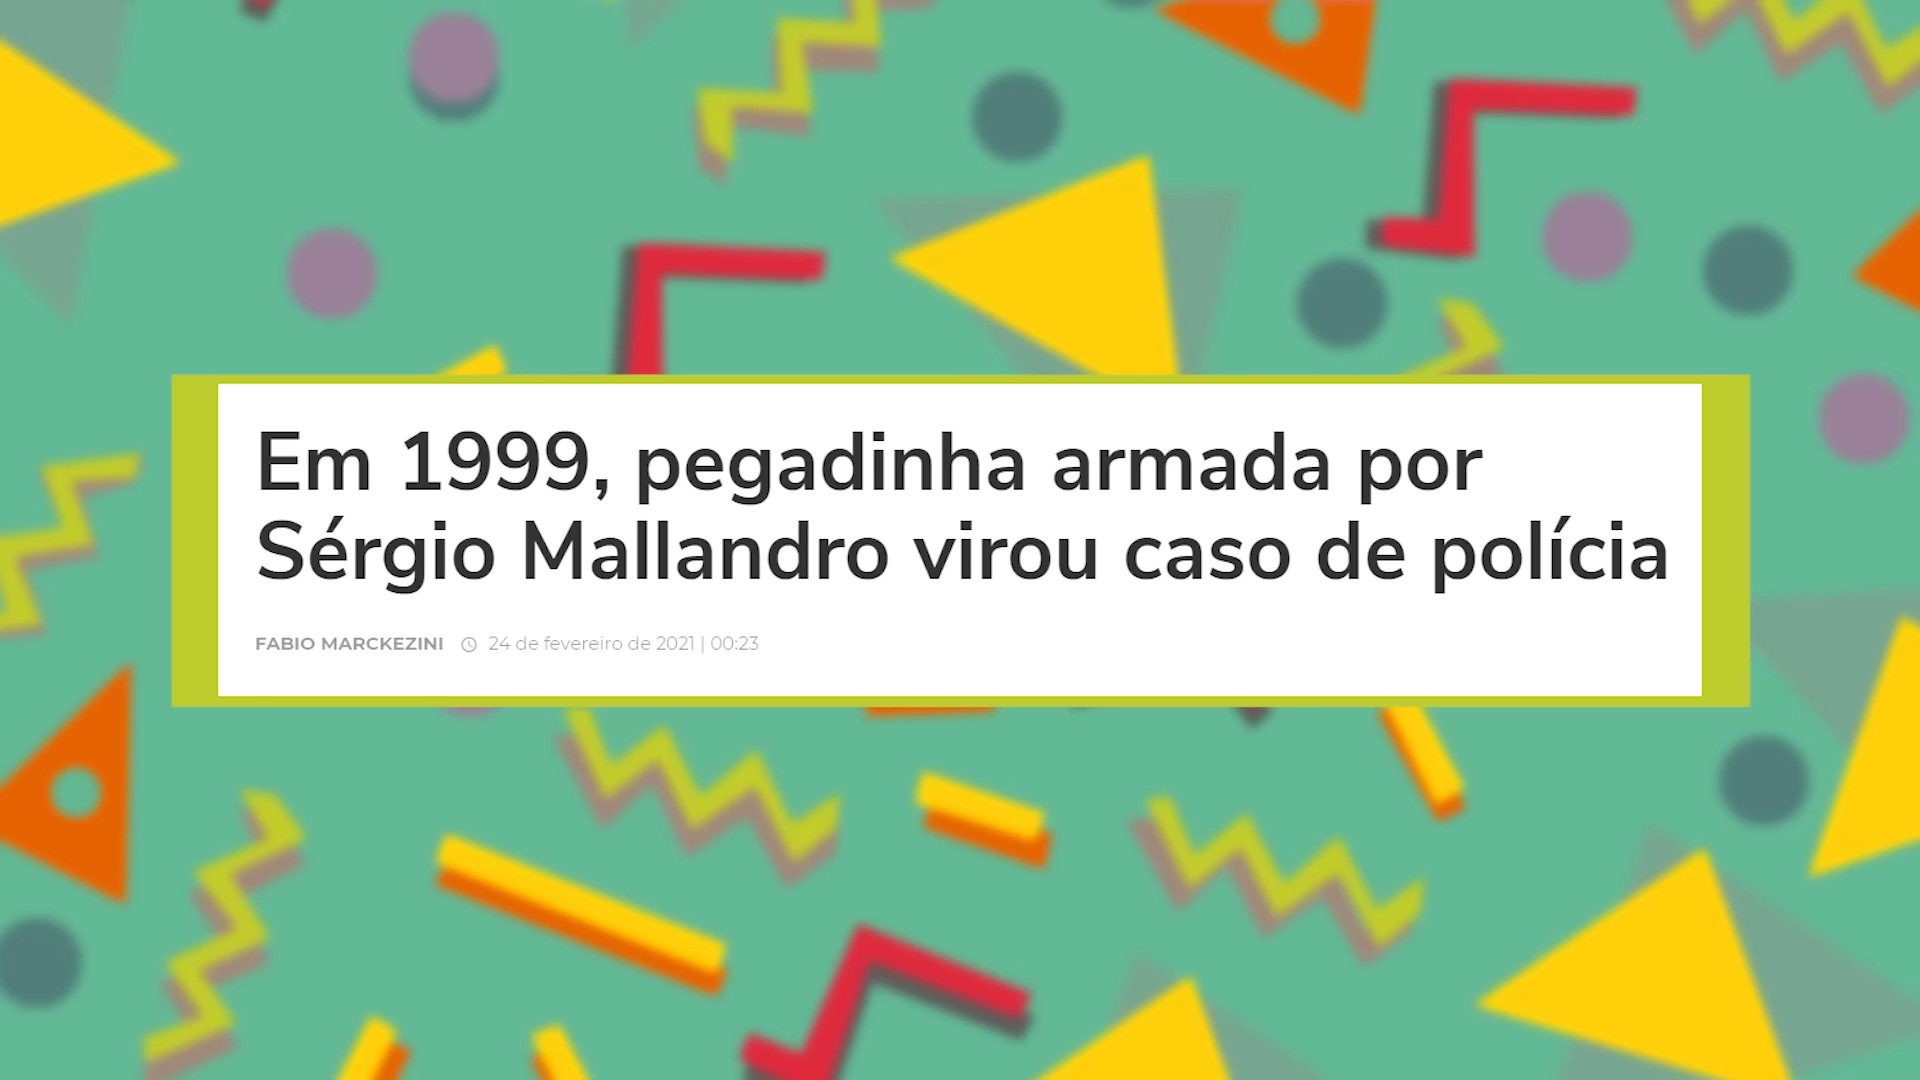 Em 1999, pegadinha armada por
Sérgio Mallandro virou caso de polícia
FABIO MARCKEZINI 24 de fevereiro de 2021 | 00:23